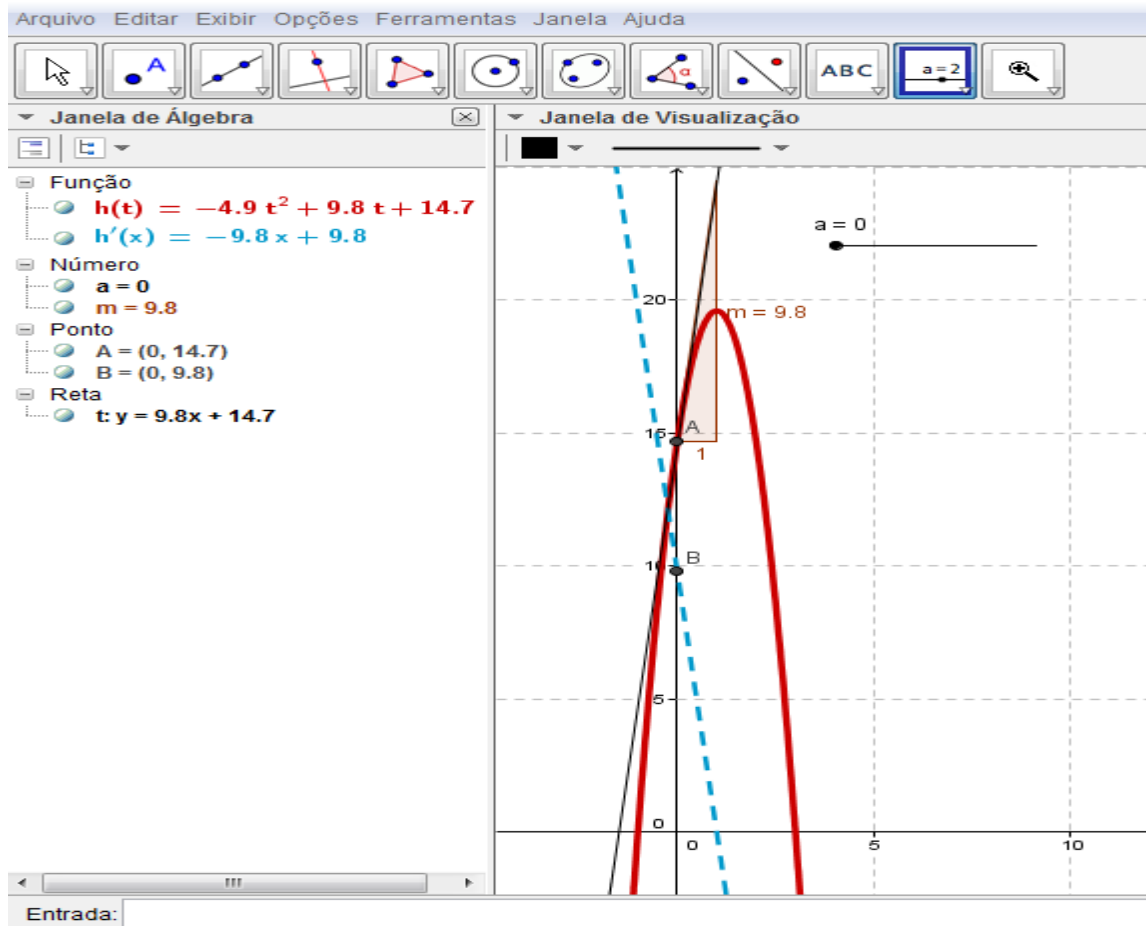 Arquivo Editar Exibir Opções Ferramentas Janela Ajuda
A α ABC a=2
Janela de Álgebra
Janela de Visualização
Função
h(t) = −4.9 t² + 9.8 t + 14.7
h′(x) = −9.8 x + 9.8
Número
a = 0
m = 9.8
Ponto
A = (0, 14.7)
B = (0, 9.8)
Reta
t: y = 9.8x + 14.7
a = 0
20
m = 9.8
15 A
1
10 B
5
0
0 5 10
Entrada: